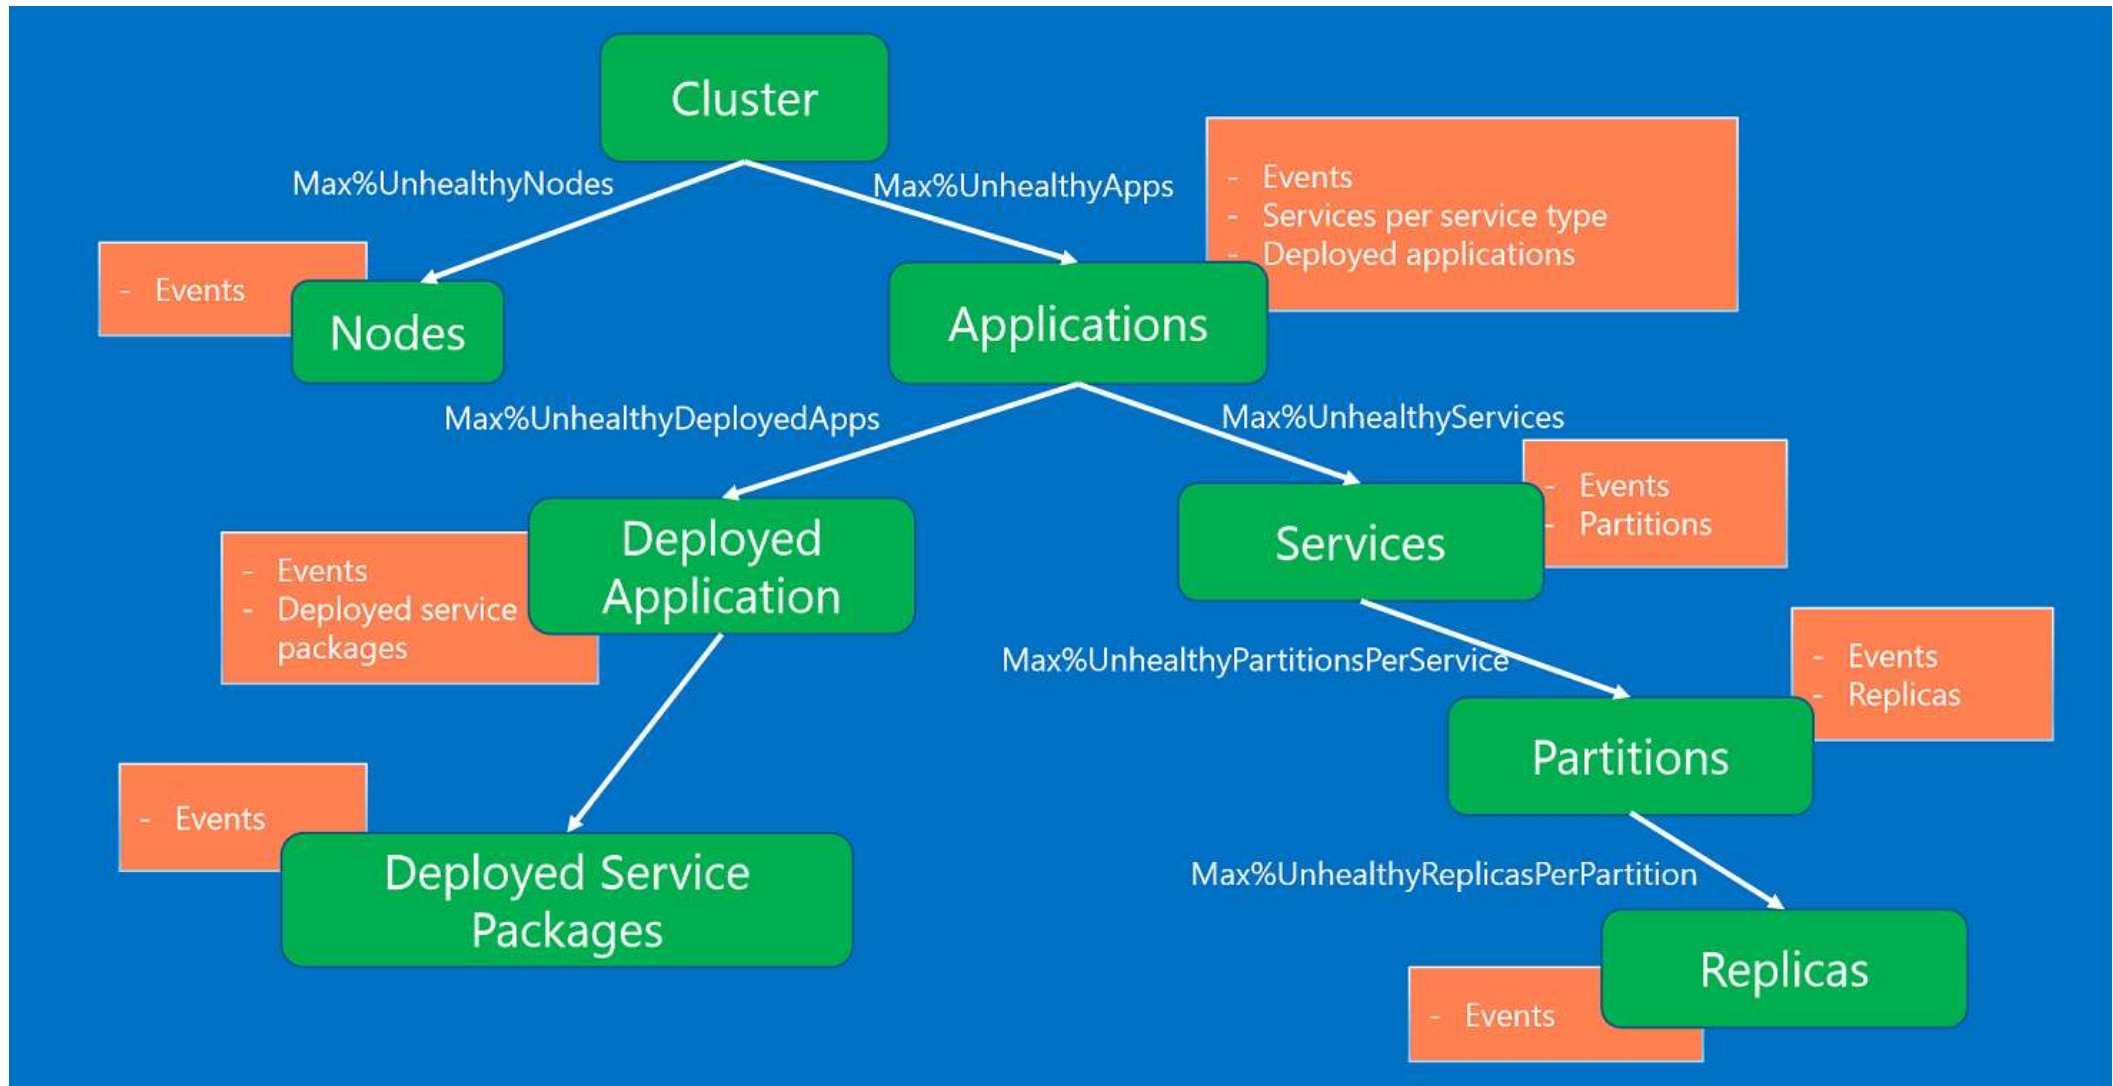 Cluster
Max%UnhealthyNodes
Max%UnhealthyApps
- Events
- Services per service type
- Deployed applications
- Events
Nodes
Applications
Max%UnhealthyDeployedApps
Max%UnhealthyServices
- Events
- Partitions
Deployed
Application
Services
- Events
- Deployed service
packages
Max%UnhealthyPartitionsPerService
- Events
- Replicas
Partitions
- Events
Deployed Service
Packages
Max%UnhealthyReplicasPerPartition
Replicas
- Events